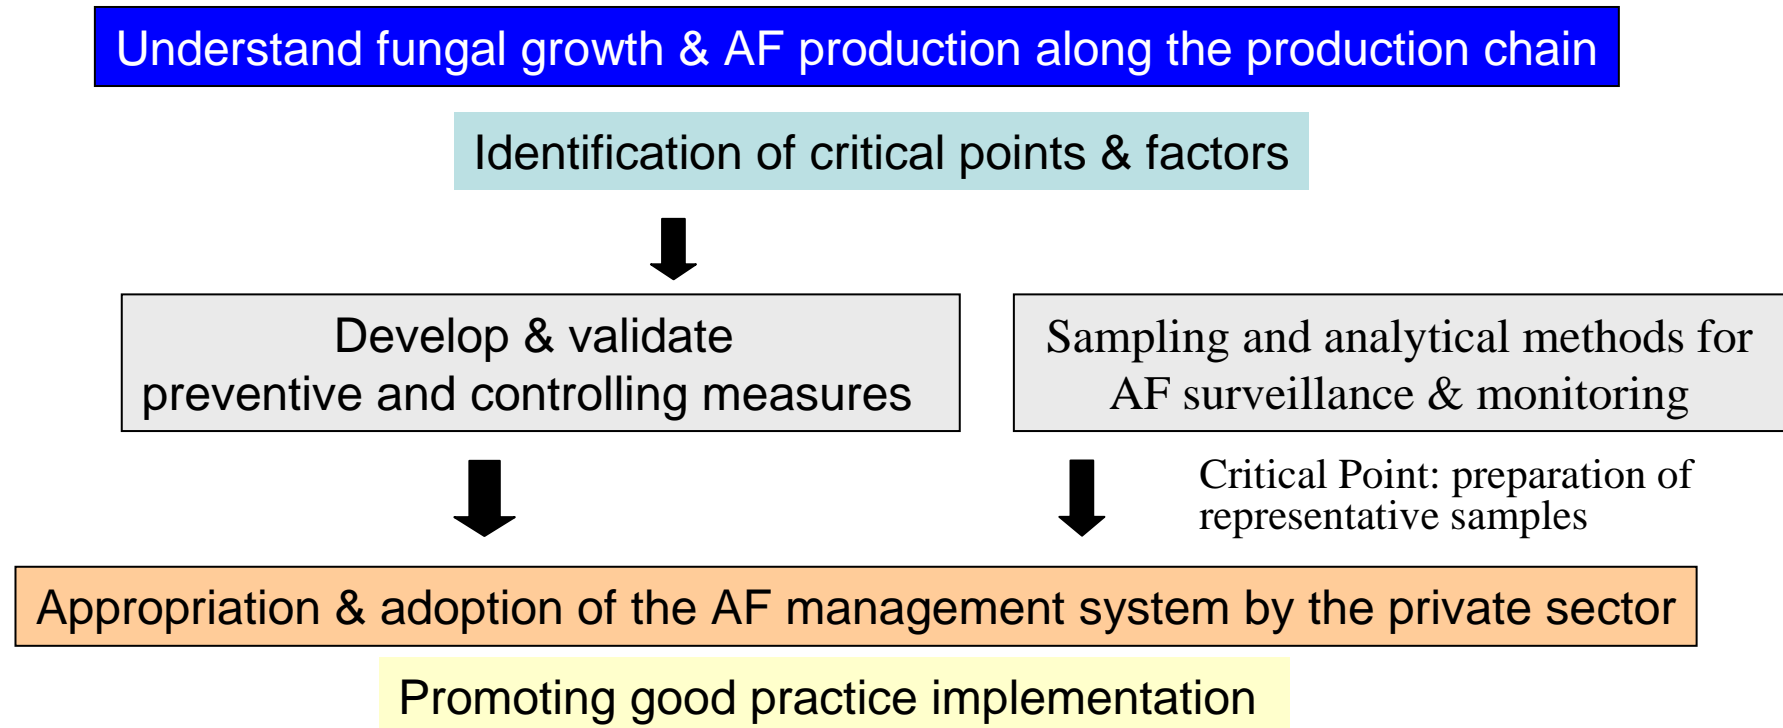 Understand fungal growth & AF production along the production chain
Identification of critical points & factors
Develop & validate
preventive and controlling measures
Sampling and analytical methods for
AF surveillance & monitoring
Critical Point: preparation of
representative samples
Appropriation & adoption of the AF management system by the private sector
Promoting good practice implementation